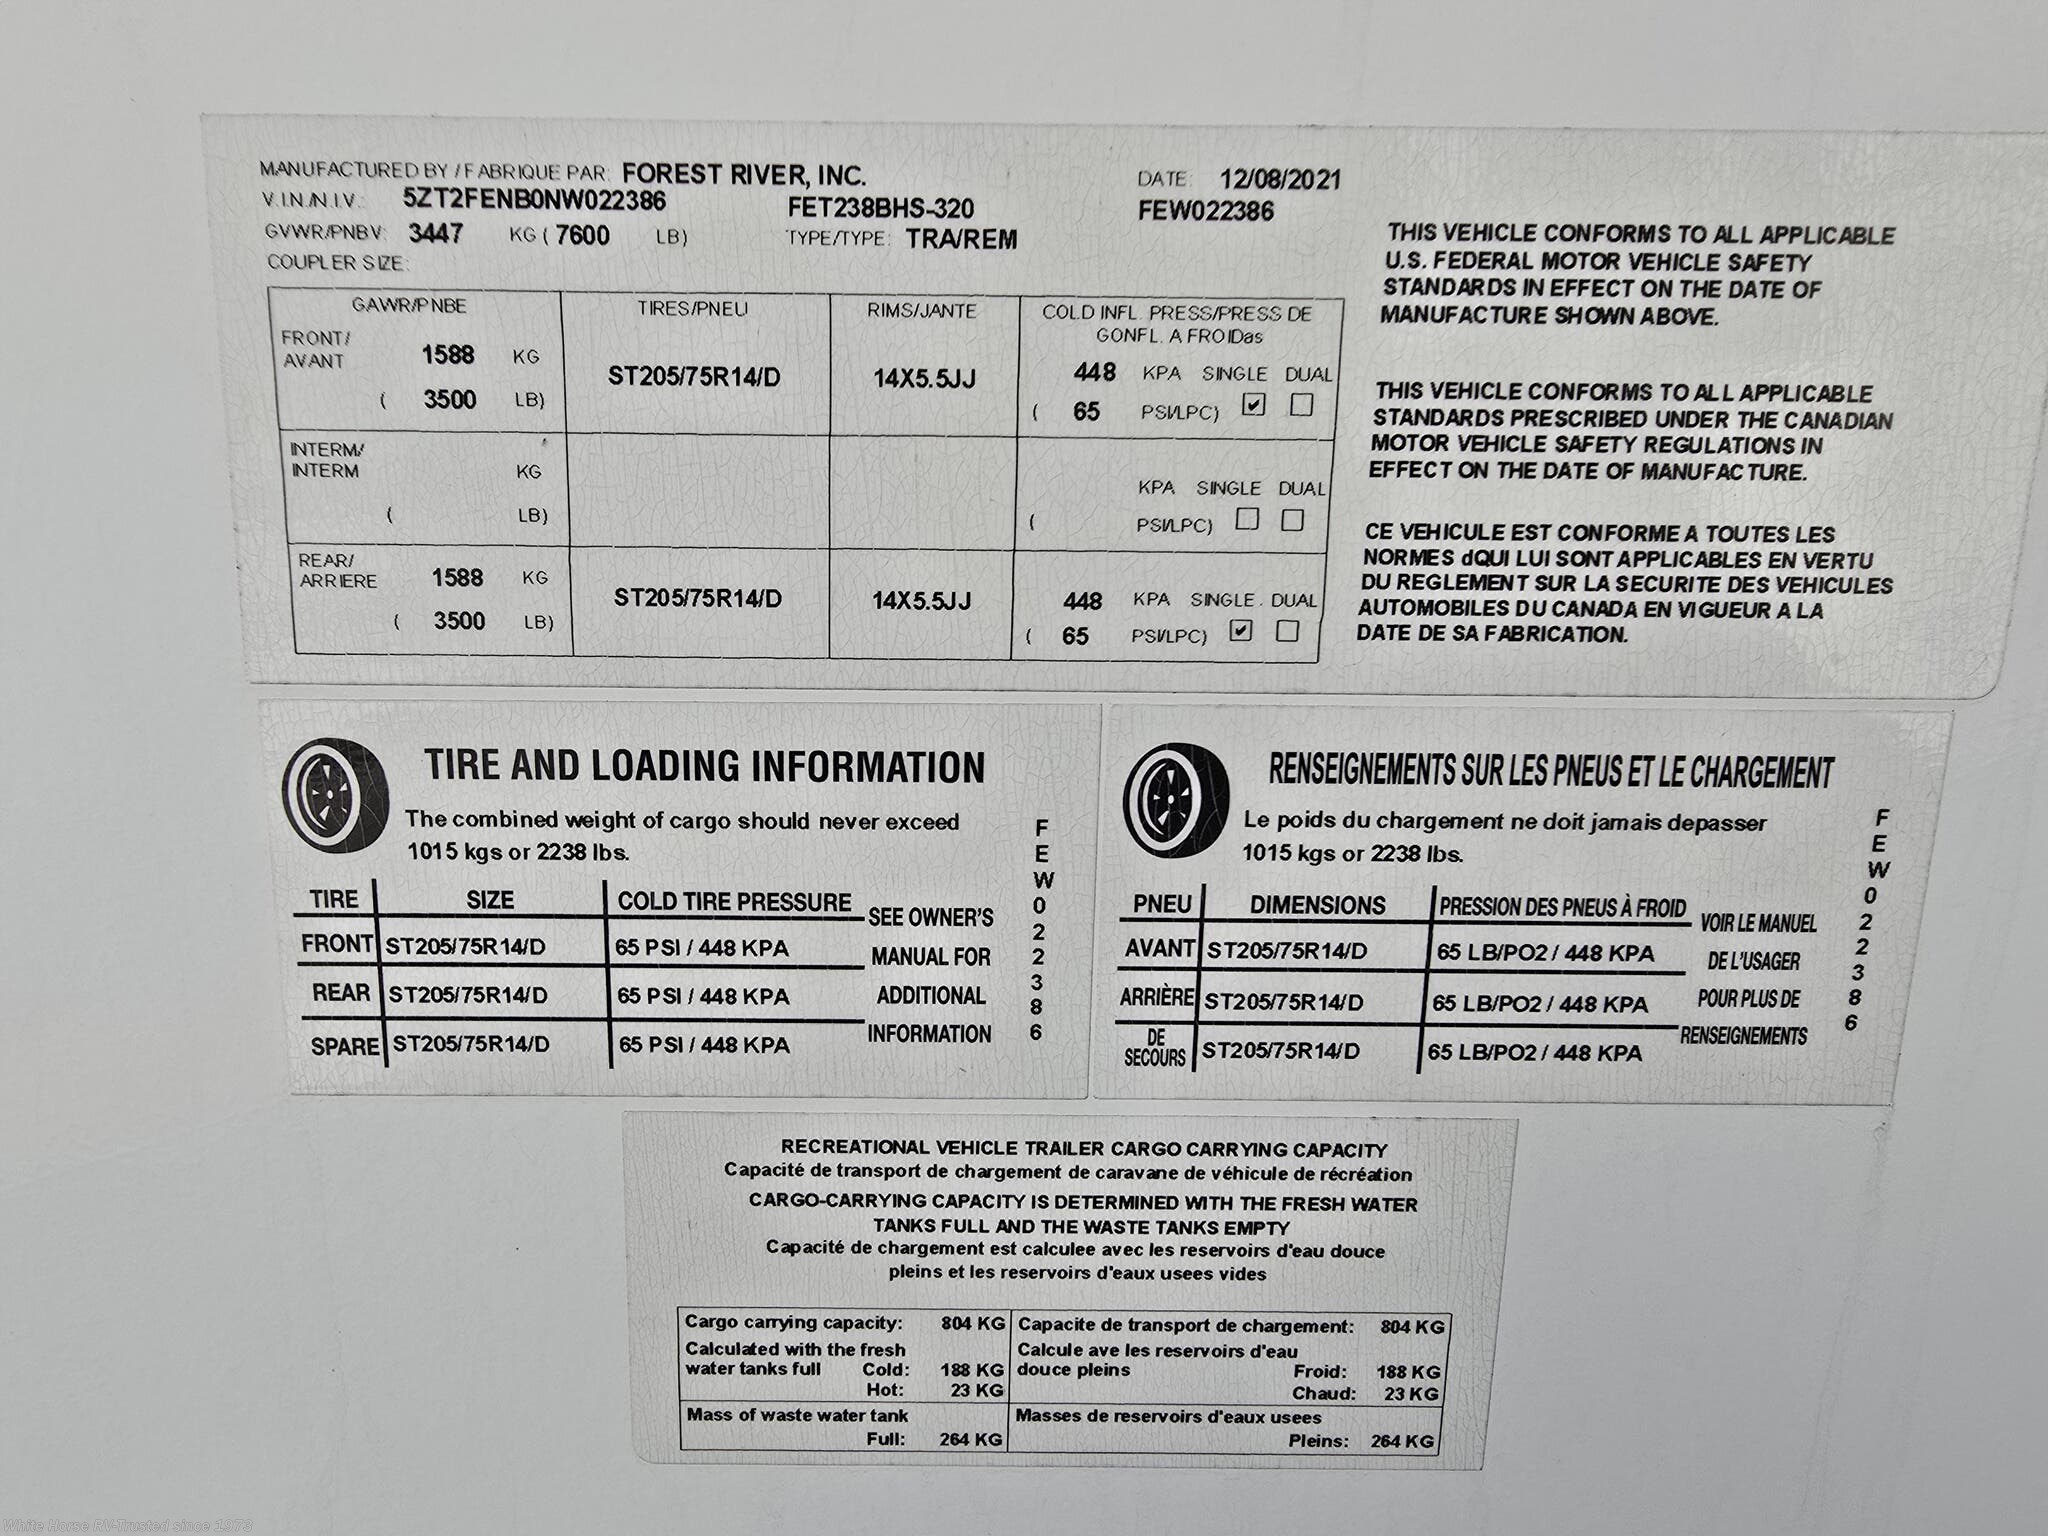 MANUFACTURED BY / FABRIQUE PAR: FOREST RIVER, INC. DATE: 12/08/2021
V.I.N./N.I.V.: 5ZT2FENB0NW022386 FET238BHS-320 FEW022386
GVWR/PNBV: 3447 KG ( 7600 LB) TYPE/TYPE: TRA/REM
COUPLER SIZE:
GAWR/PNBE TIRES/PNEU RIMS/JANTE COLD INFL. PRESS/PRESS DE
GONFL. A FROIDas
FRONT/
AVANT 1588 KG ST205/75R14/D 14X5.5JJ 448 KPA SINGLE DUAL
( 3500 LB) ( 65 PSI/LPC) ✔
INTERM/
INTERM KG KPA SINGLE DUAL
( LB) ( PSI/LPC)
REAR/
ARRIERE 1588 KG ST205/75R14/D 14X5.5JJ 448 KPA SINGLE DUAL
( 3500 LB) ( 65 PSI/LPC) ✔
THIS VEHICLE CONFORMS TO ALL APPLICABLE
U.S. FEDERAL MOTOR VEHICLE SAFETY
STANDARDS IN EFFECT ON THE DATE OF
MANUFACTURE SHOWN ABOVE.
THIS VEHICLE CONFORMS TO ALL APPLICABLE
STANDARDS PRESCRIBED UNDER THE CANADIAN
MOTOR VEHICLE SAFETY REGULATIONS IN
EFFECT ON THE DATE OF MANUFACTURE.
CE VEHICULE EST CONFORME A TOUTES LES
NORMES dQUI LUI SONT APPLICABLES EN VERTU
DU REGLEMENT SUR LA SECURITE DES VEHICULES
AUTOMOBILES DU CANADA EN VIGUEUR A LA
DATE DE SA FABRICATION.
TIRE AND LOADING INFORMATION
The combined weight of cargo should never exceed
1015 kgs or 2238 lbs.
TIRE SIZE COLD TIRE PRESSURE
FRONT ST205/75R14/D 65 PSI / 448 KPA
REAR ST205/75R14/D 65 PSI / 448 KPA
SPARE ST205/75R14/D 65 PSI / 448 KPA
SEE OWNER'S
MANUAL FOR
ADDITIONAL
INFORMATION
FEW022386
RENSEIGNEMENTS SUR LES PNEUS ET LE CHARGEMENT
Le poids du chargement ne doit jamais depasser
1015 kgs or 2238 lbs.
PNEU DIMENSIONS PRESSION DES PNEUS À FROID
AVANT ST205/75R14/D 65 LB/PO2 / 448 KPA
ARRIÈRE ST205/75R14/D 65 LB/PO2 / 448 KPA
DE
SECOURS ST205/75R14/D 65 LB/PO2 / 448 KPA
VOIR LE MANUEL
DE L'USAGER
POUR PLUS DE
RENSEIGNEMENTS
FEW022386
RECREATIONAL VEHICLE TRAILER CARGO CARRYING CAPACITY
Capacité de transport de chargement de caravane de véhicule de récréation
CARGO-CARRYING CAPACITY IS DETERMINED WITH THE FRESH WATER
TANKS FULL AND THE WASTE TANKS EMPTY
Capacité de chargement est calculee avec les reservoirs d'eau douce
pleins et les reservoirs d'eaux usees vides
Cargo carrying capacity: 804 KG
Calculated with the fresh
water tanks full Cold: 188 KG
Hot: 23 KG
Mass of waste water tank
Full: 264 KG
Capacite de transport de chargement: 804 KG
Calcule ave les reservoirs d'eau
douce pleins Froid: 188 KG
Chaud: 23 KG
Masses de reservoirs d'eaux usees
Pleins: 264 KG
White Horse RV-Trusted since 1973